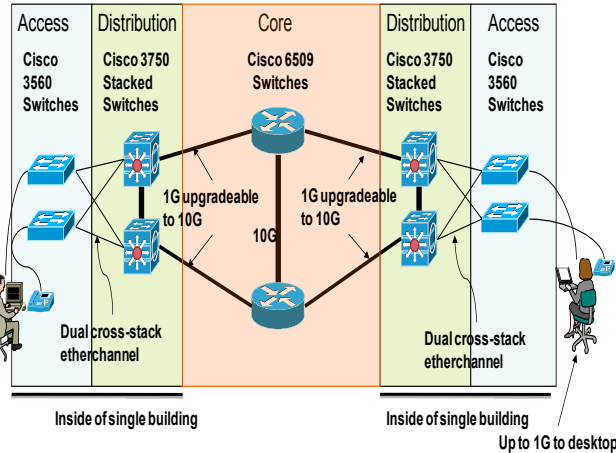 Access
Distribution
Core
Distribution
Access
Cisco
3560
Switches
Cisco 3750
Stacked
Switches
Cisco 6509
Switches
Cisco 3750
Stacked
Switches
Cisco
3560
Switches
1G upgradeable
to 10G
1G upgradeable
to 10G
10G
Dual cross-stack
etherchannel
Dual cross-stack
etherchannel
Inside of single building
Inside of single building
Up to 1G to desktop